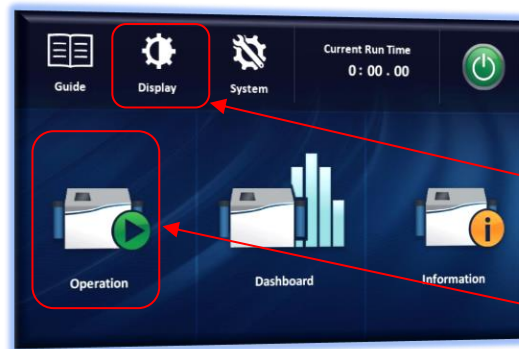 Guide
Display
System
Current Run Time
0 : 00 . 00
Operation
Dashboard
Information